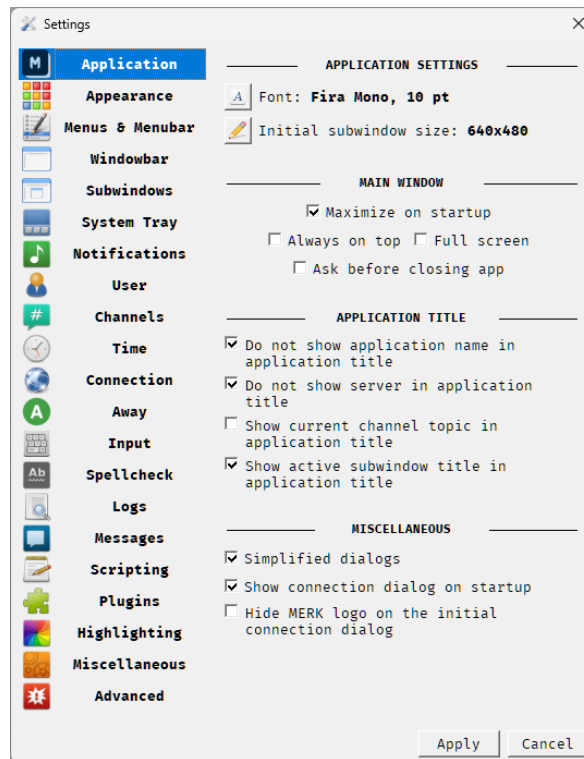 Settings
M
Application
Appearance
Menus & Menubar
Windowbar
Subwindows
System Tray
Notifications
User
#
Channels
Time
Connection
A
Away
Input
Ab
Spellcheck
Logs
Messages
Scripting
Plugins
Highlighting
Miscellaneous
Advanced
APPLICATION SETTINGS
A
Font: Fira Mono, 10 pt
Initial subwindow size: 640x480
MAIN WINDOW
Maximize on startup
Always on top
Full screen
Ask before closing app
APPLICATION TITLE
Do not show application name in
application title
Do not show server in application
title
Show current channel topic in
application title
Show active subwindow title in
application title
MISCELLANEOUS
Simplified dialogs
Show connection dialog on startup
Hide MERK logo on the initial
connection dialog
Apply
Cancel